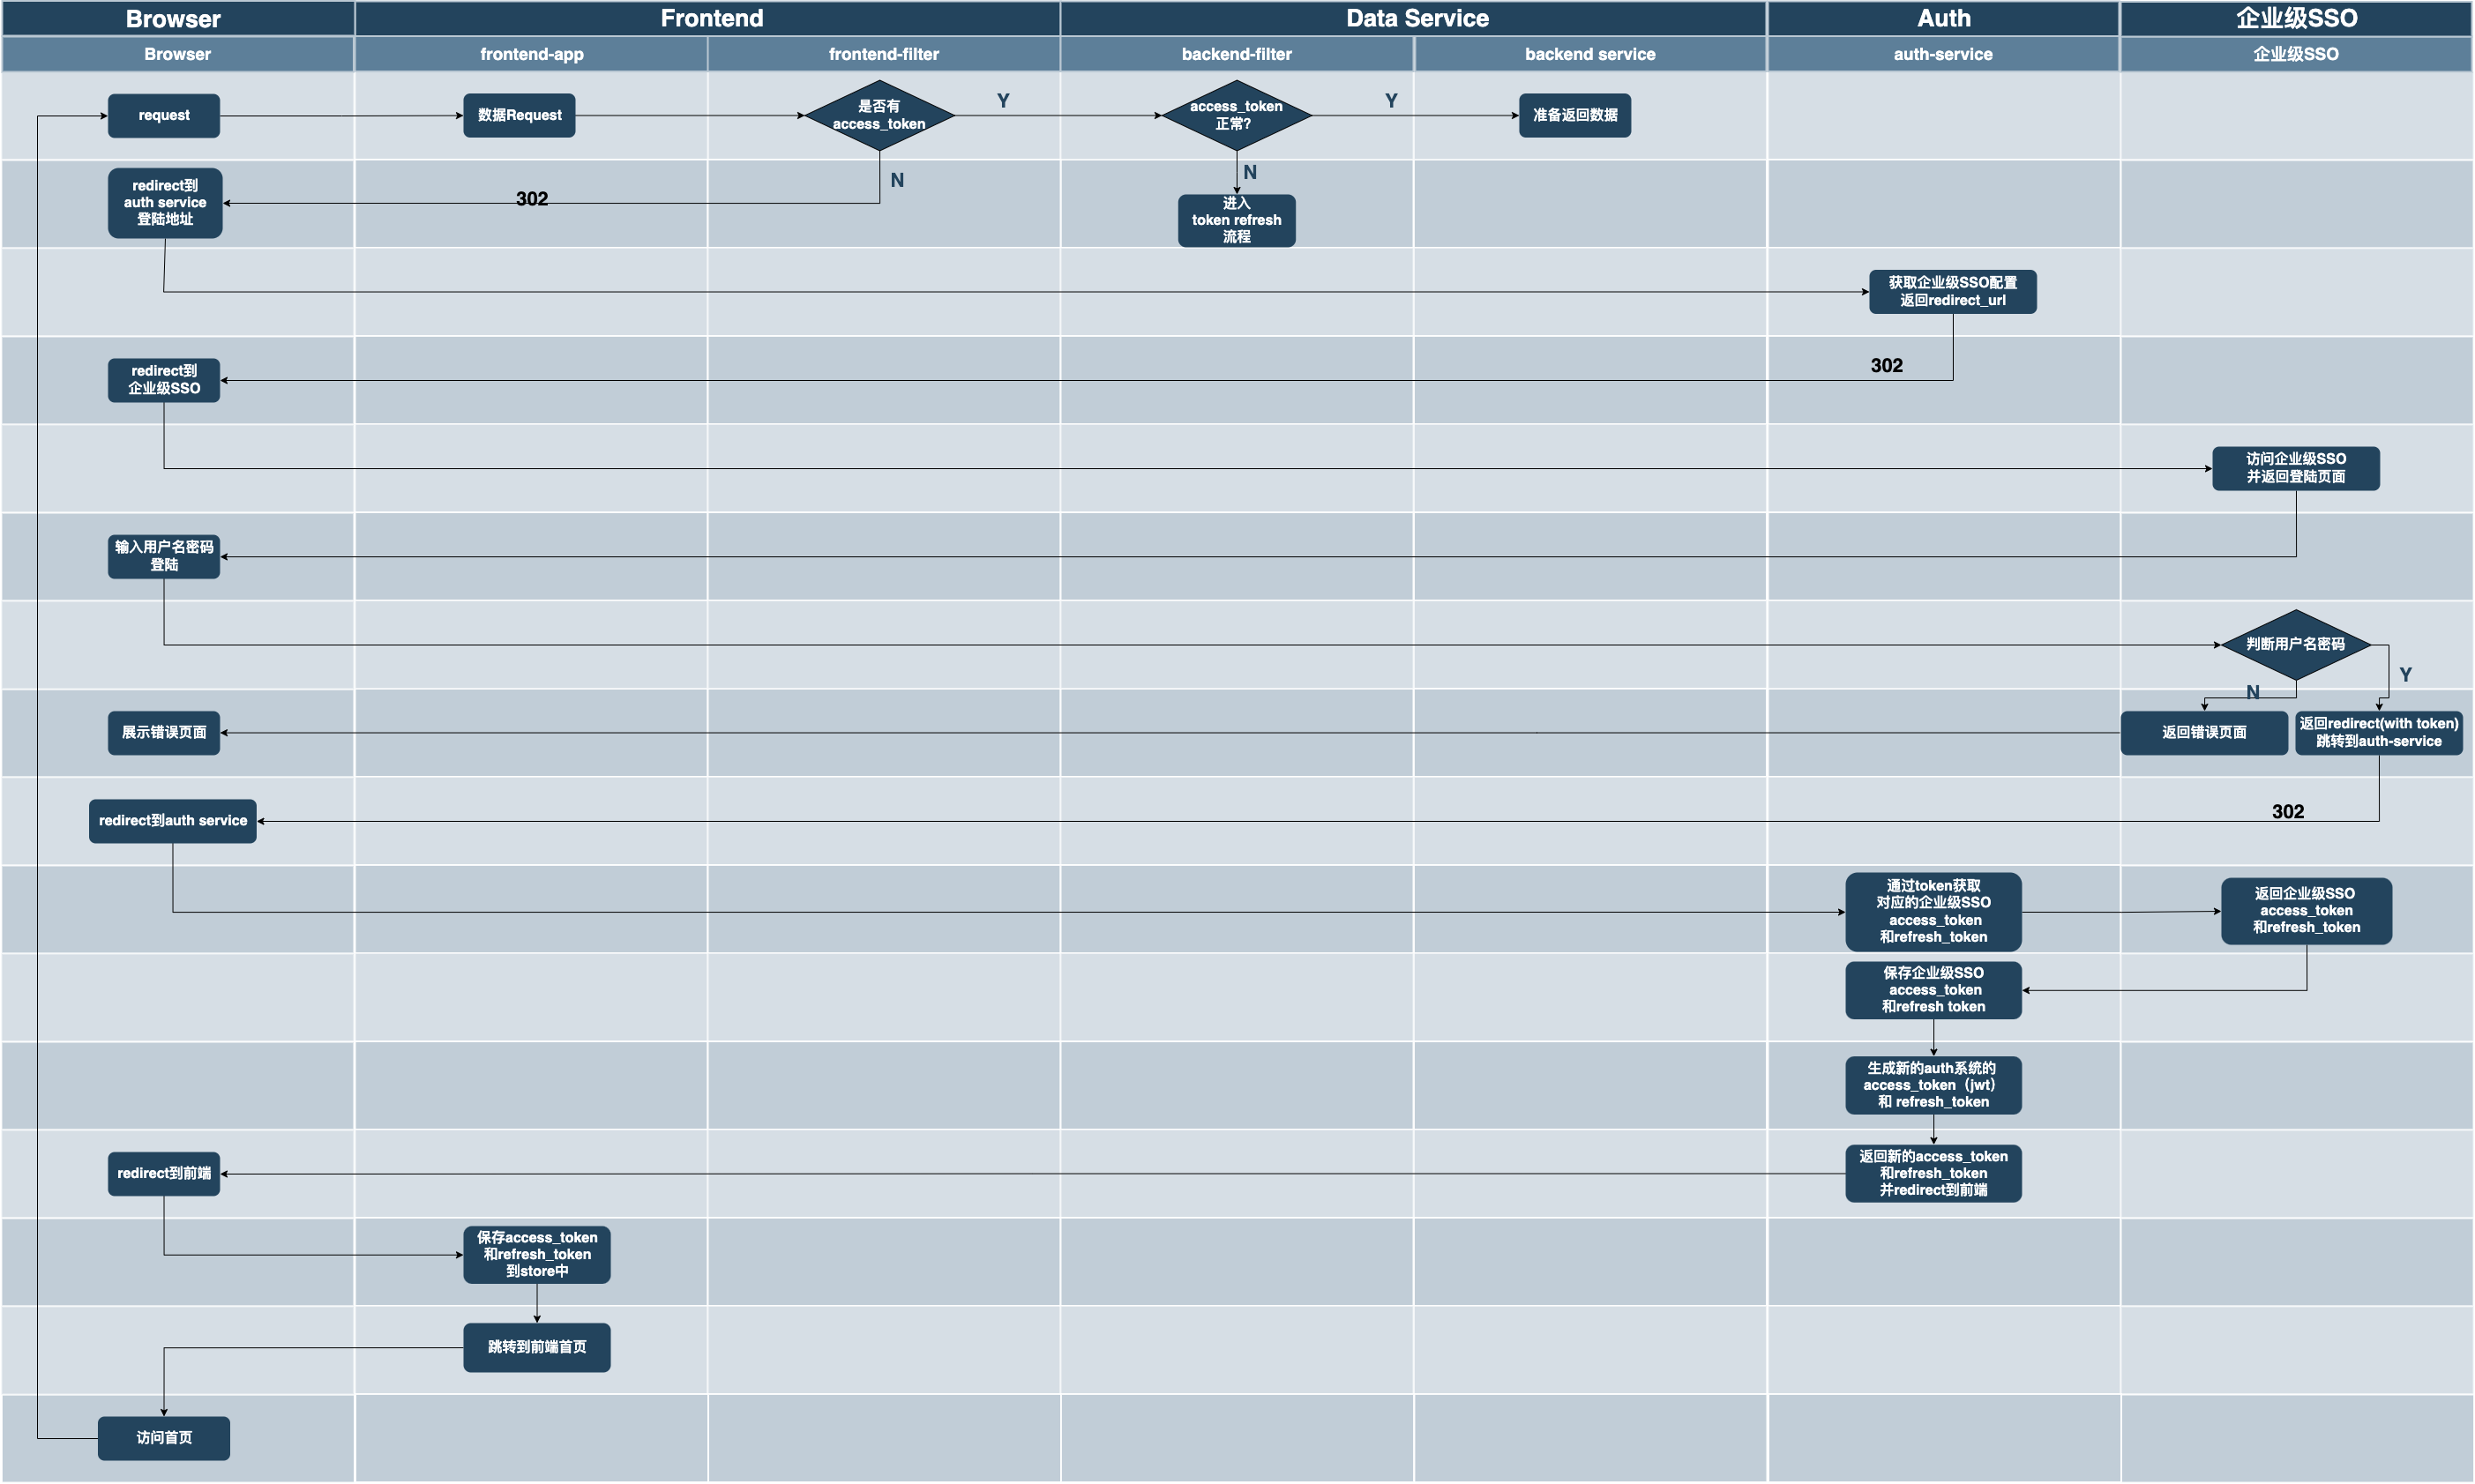 Browser
Frontend
Data Service
Auth
企业级SSO
Browser
frontend-app
frontend-filter
backend-filter
backend service
auth-service
企业级SSO
request
数据Request
是否有
access_token
Y
access_token
正常?
Y
准备返回数据
redirect到
auth service
登陆地址
302
N
N
进入
token refresh
流程
获取企业级SSO配置
返回redirect_url
redirect到
企业级SSO
302
访问企业级SSO
并返回登陆页面
输入用户名密码
登陆
判断用户名密码
Y
N
展示错误页面
返回错误页面
返回redirect(with token)
跳转到auth-service
redirect到auth service
302
通过token获取
对应的企业级SSO
access_token
和refresh_token
返回企业级SSO
access_token
和refresh_token
保存企业级SSO
access_token
和refresh token
生成新的auth系统的
access_token（jwt）
和 refresh_token
redirect到前端
返回新的access_token
和refresh_token
并redirect到前端
保存access_token
和refresh_token
到store中
跳转到前端首页
访问首页